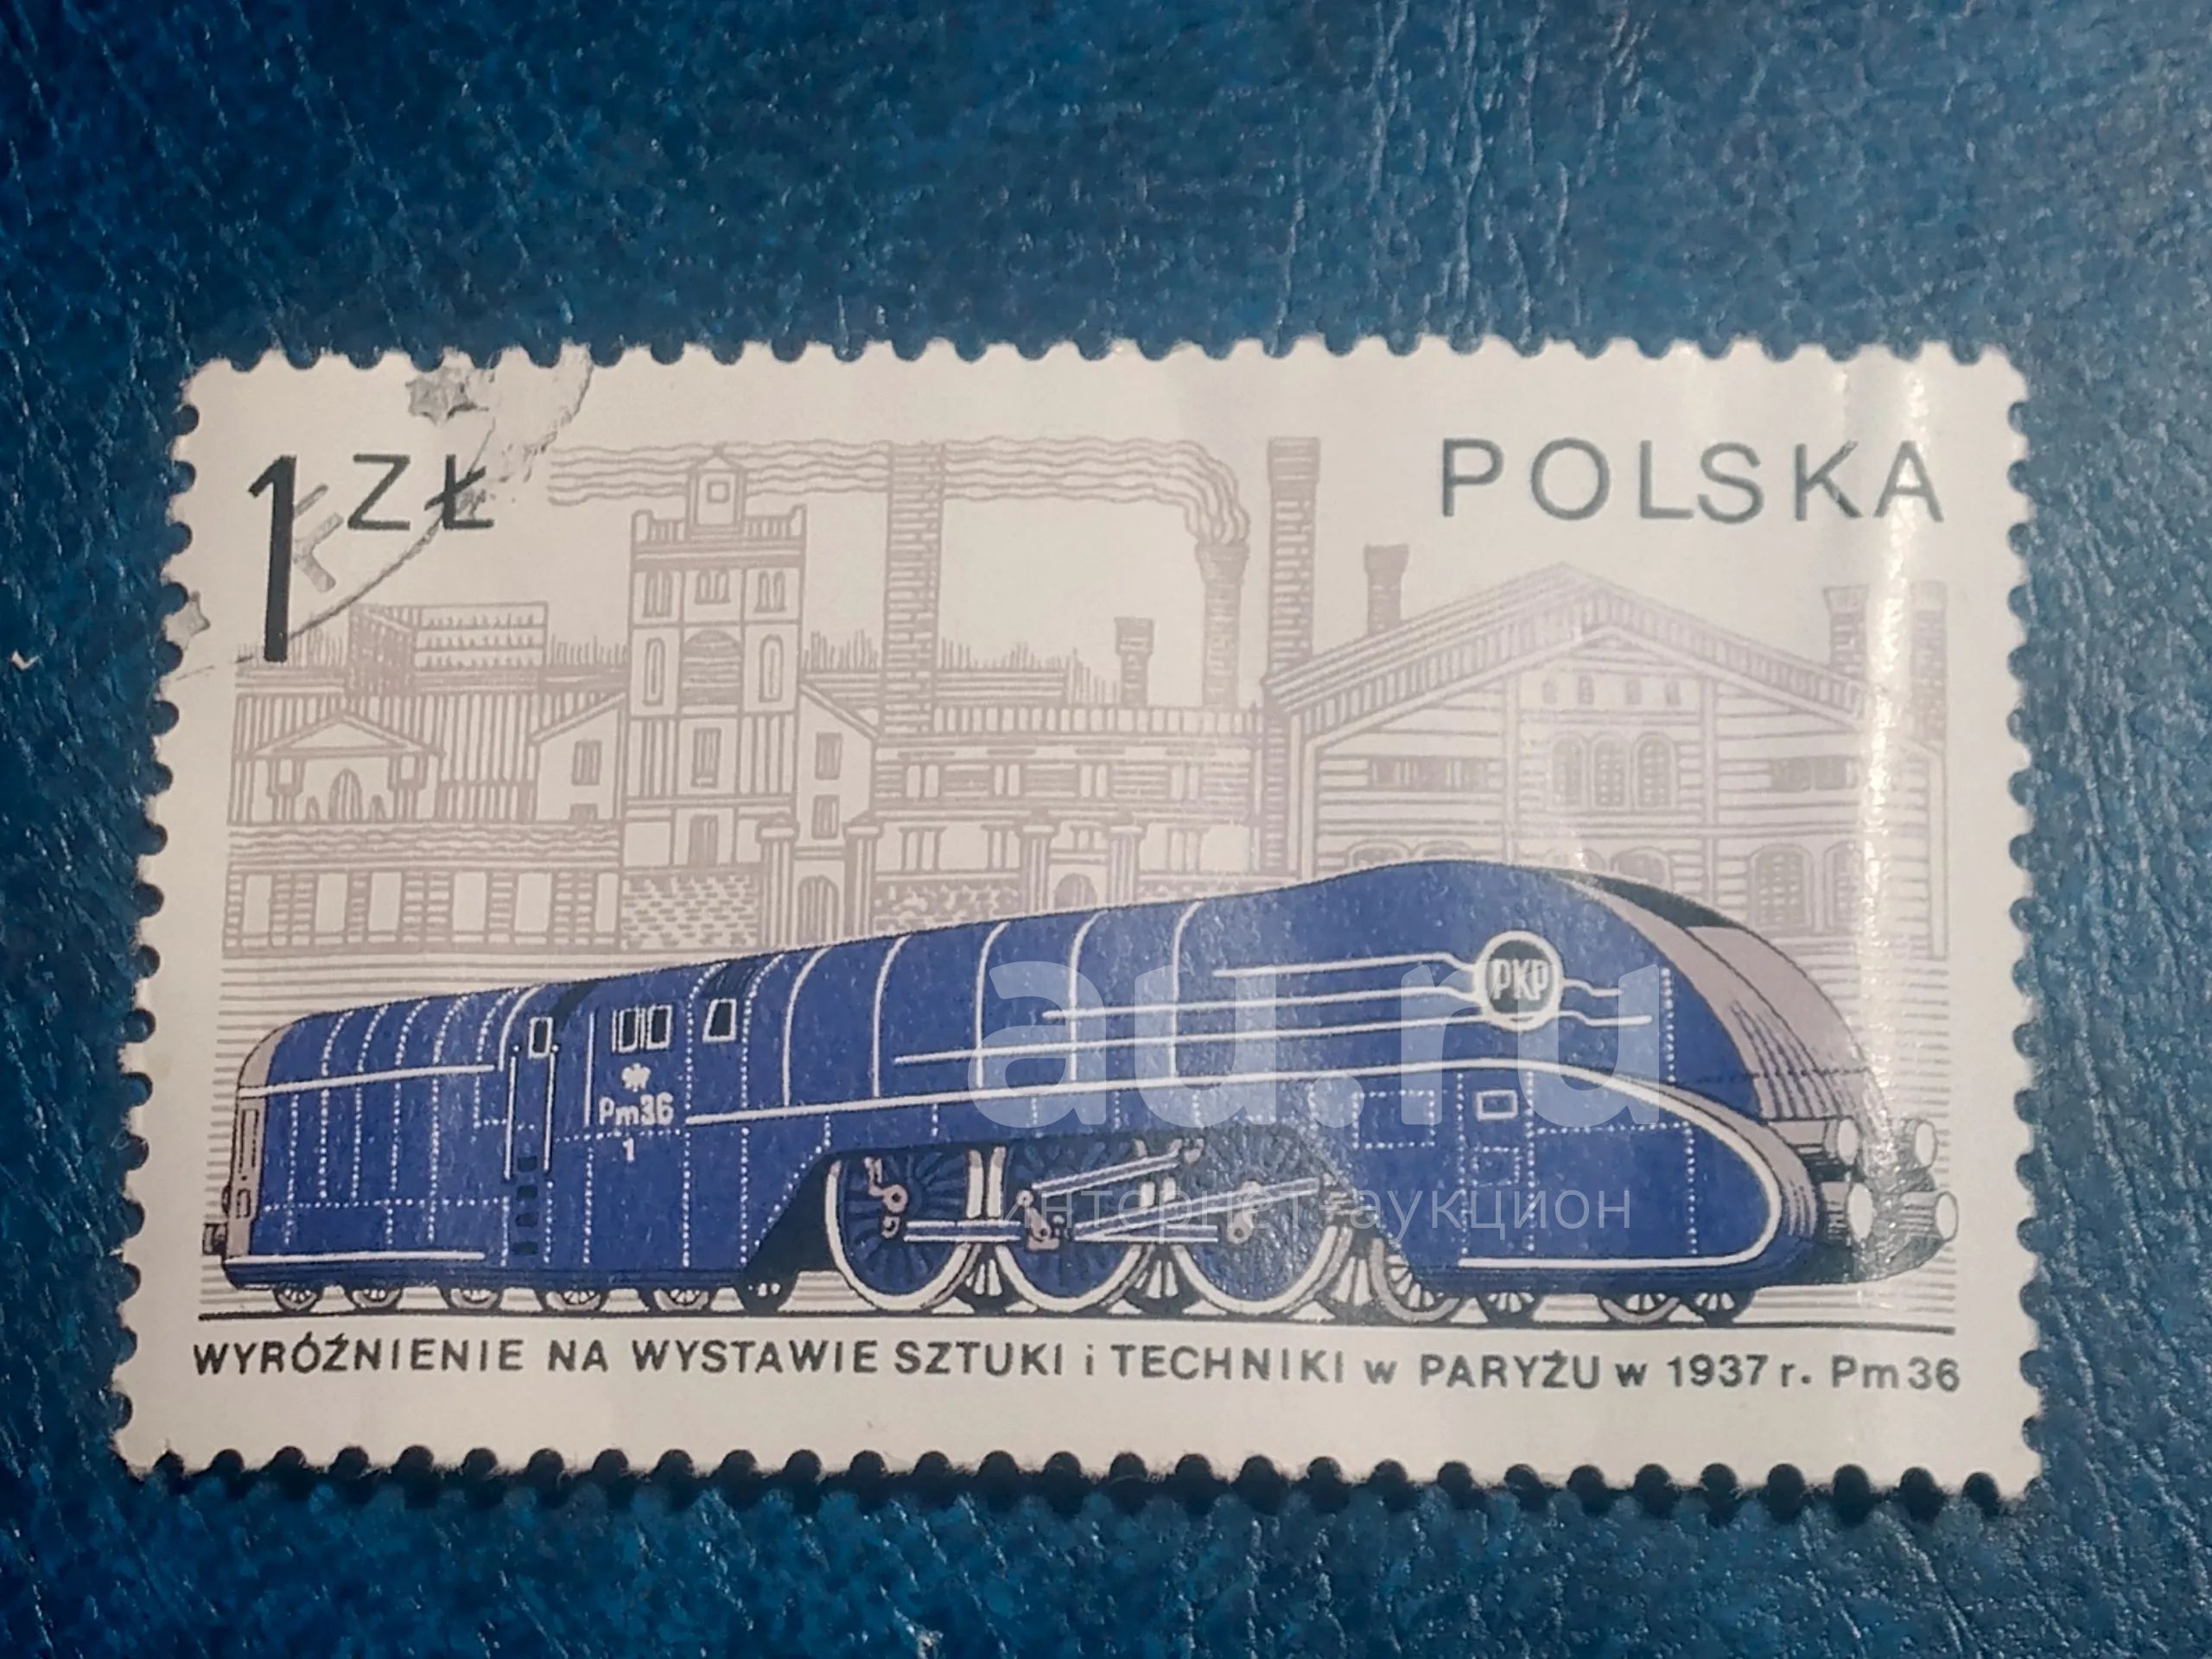 1 ZŁ
POLSKA
PKP
Pm36
1
au.ru
интернет-аукцион
WYRÓŻNIENIE NA WYSTAWIE SZTUKI i TECHNIKI w PARYŻU w 1937 r. Pm36